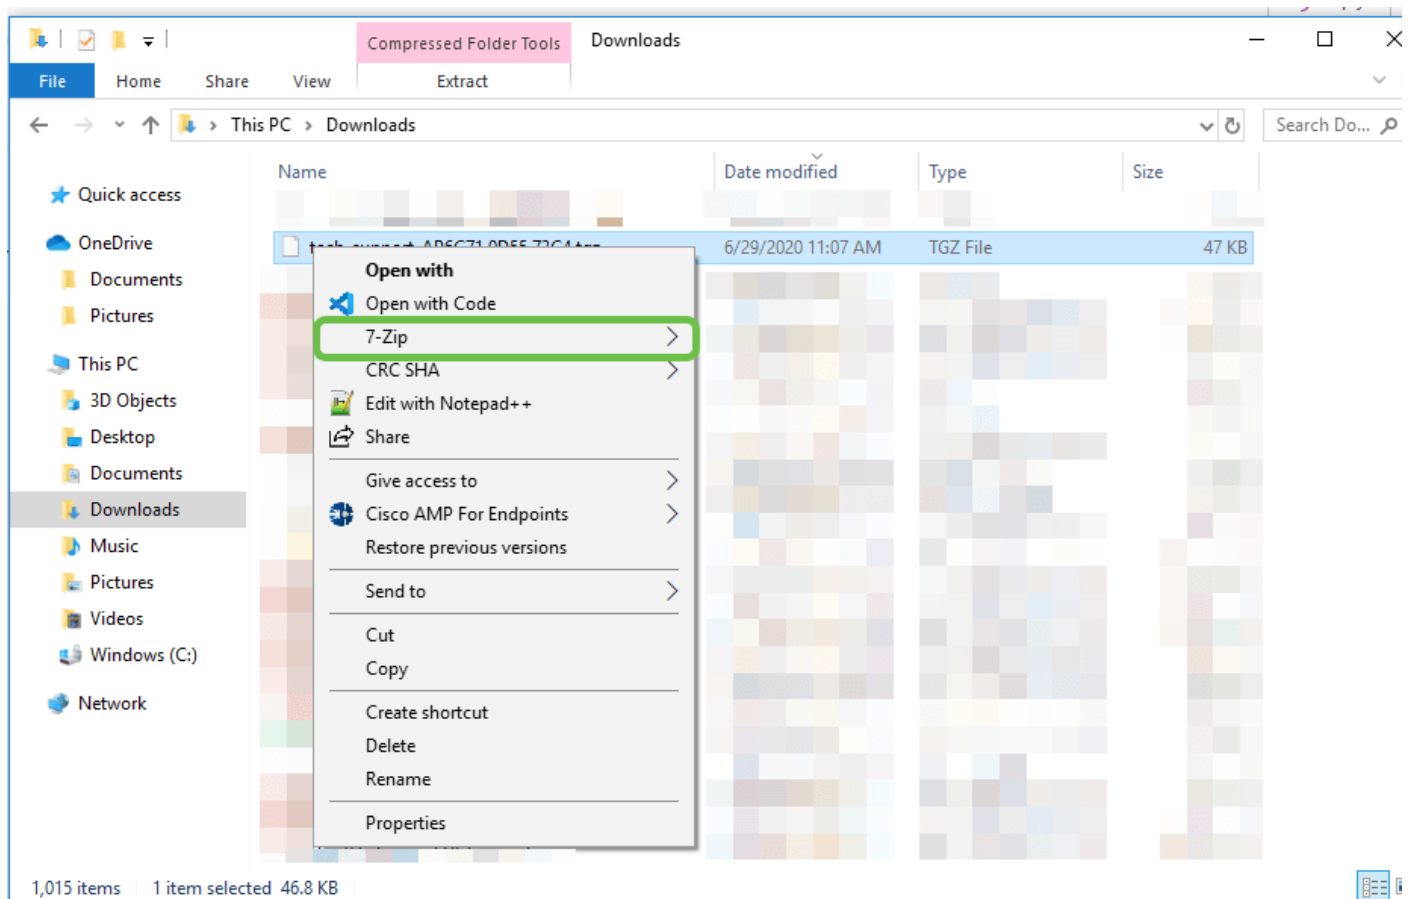 Compressed Folder Tools
Downloads
File
Home
Share
View
Extract
This PC
Downloads
Search Do...
Name
Date modified
Type
Size
Quick access
6/29/2020 11:07 AM
TGZ File
47 KB
OneDrive
Documents
Pictures
This PC
3D Objects
Desktop
Documents
Downloads
Music
Pictures
Videos
Windows (C:)
Network
Open with
Open with Code
7-Zip
CRC SHA
Edit with Notepad++
Share
Give access to
Cisco AMP For Endpoints
Restore previous versions
Send to
Cut
Copy
Create shortcut
Delete
Rename
Properties
1,015 items
1 item selected 46.8 KB